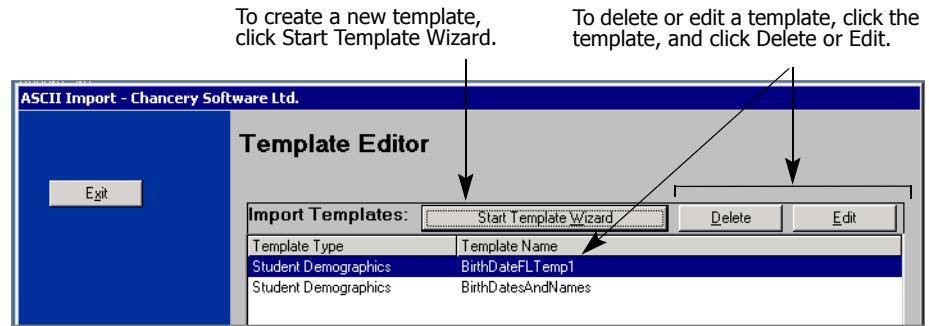 To create a new template,
click Start Template Wizard.
To delete or edit a template, click the
template, and click Delete or Edit.
ASCII Import - Chancery Software Ltd.
Template Editor
Exit
Import Templates:
Start Template Wizard
Delete
Edit
Template Type
Template Name
Student Demographics
BirthDateFLTemp1
Student Demographics
BirthDatesAndNames